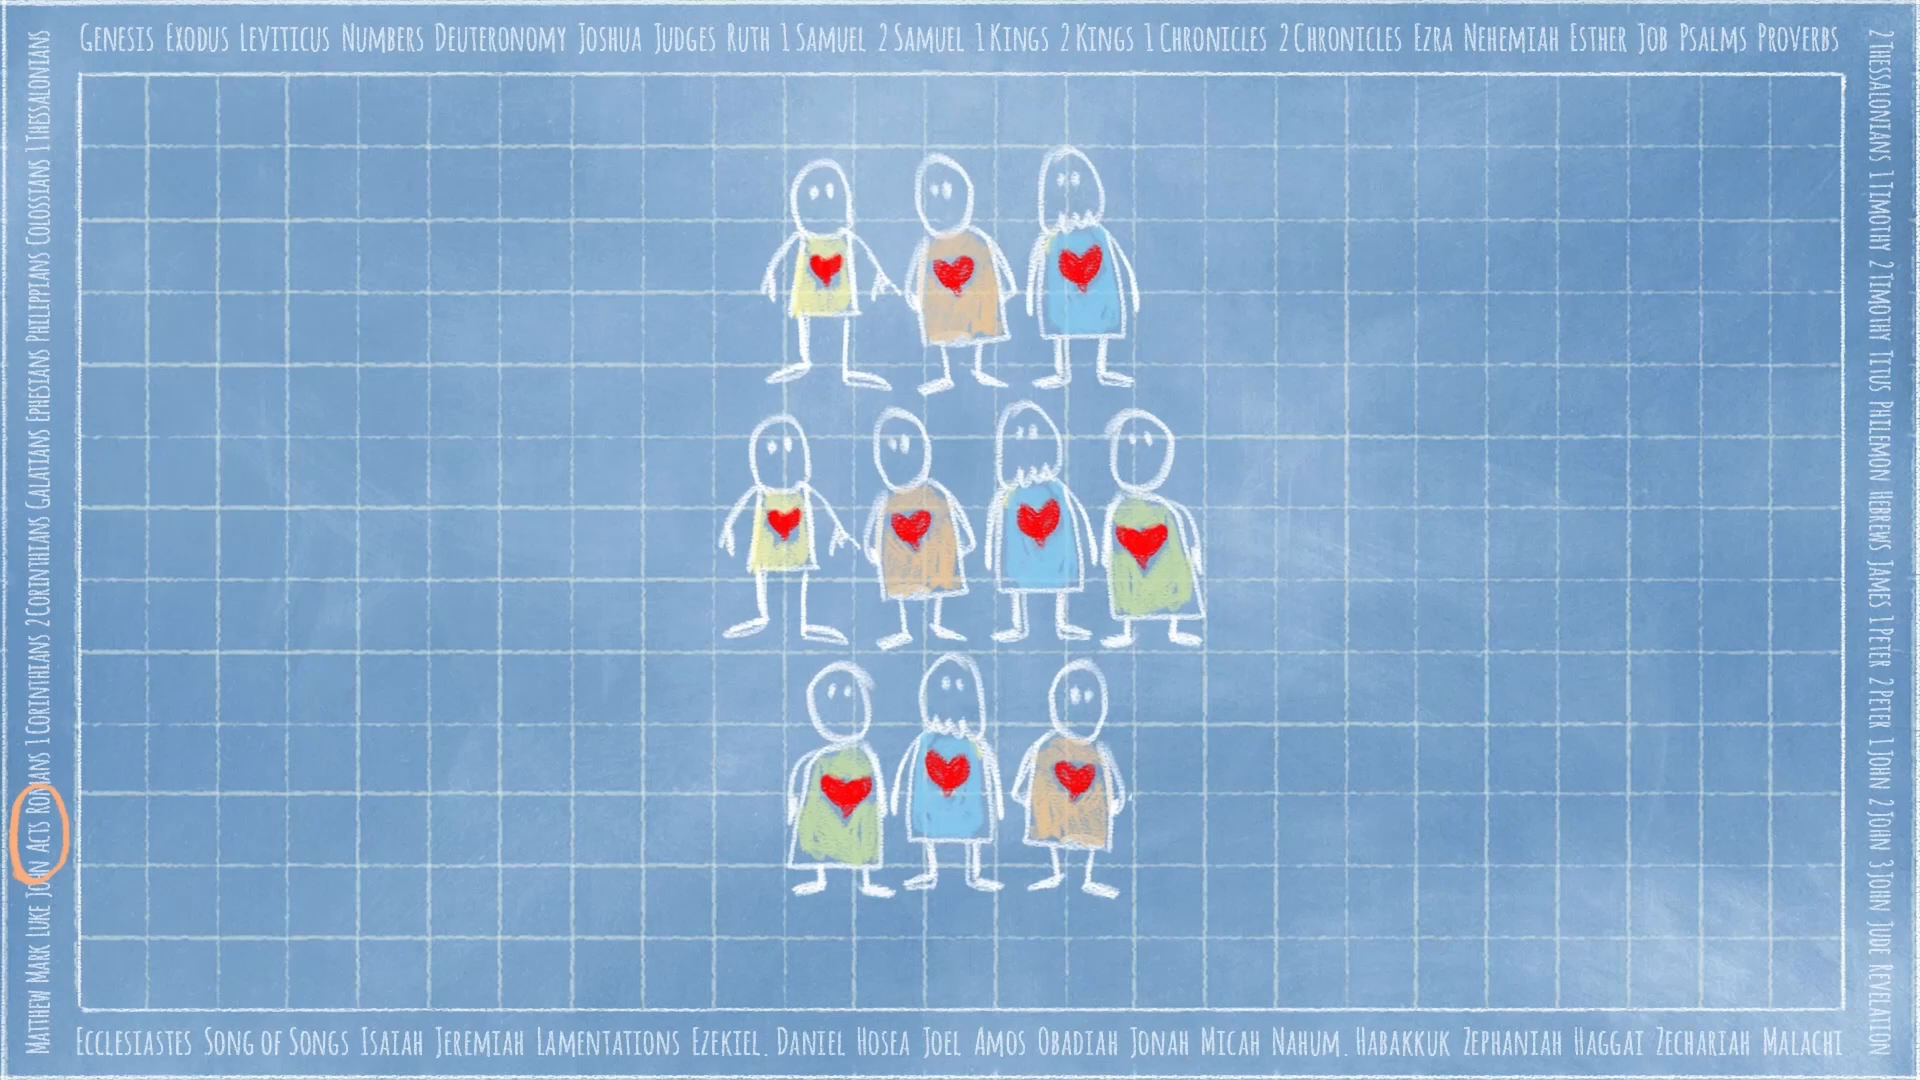 Genesis Exodus Leviticus Numbers Deuteronomy Joshua Judges Ruth 1 Samuel 2 Samuel 1 Kings 2 Kings 1 Chronicles 2 Chronicles Ezra Nehemiah Esther Job Psalms Proverbs
Ecclesiastes Song of Songs Isaiah Jeremiah Lamentations Ezekiel. Daniel Hosea Joel Amos Obadiah Jonah Micah Nahum. Habakkuk Zephaniah Haggai Zechariah Malachi
Matthew Mark Luke John Acts Romans 1 Corinthians 2 Corinthians Galatians Ephesians Philippians Colossians 1 Thessalonians
2 Thessalonians 1 Timothy 2 Timothy Titus Philemon Hebrews James 1 Peter 2 Peter 1 John 2 John 3 John Jude Revelation